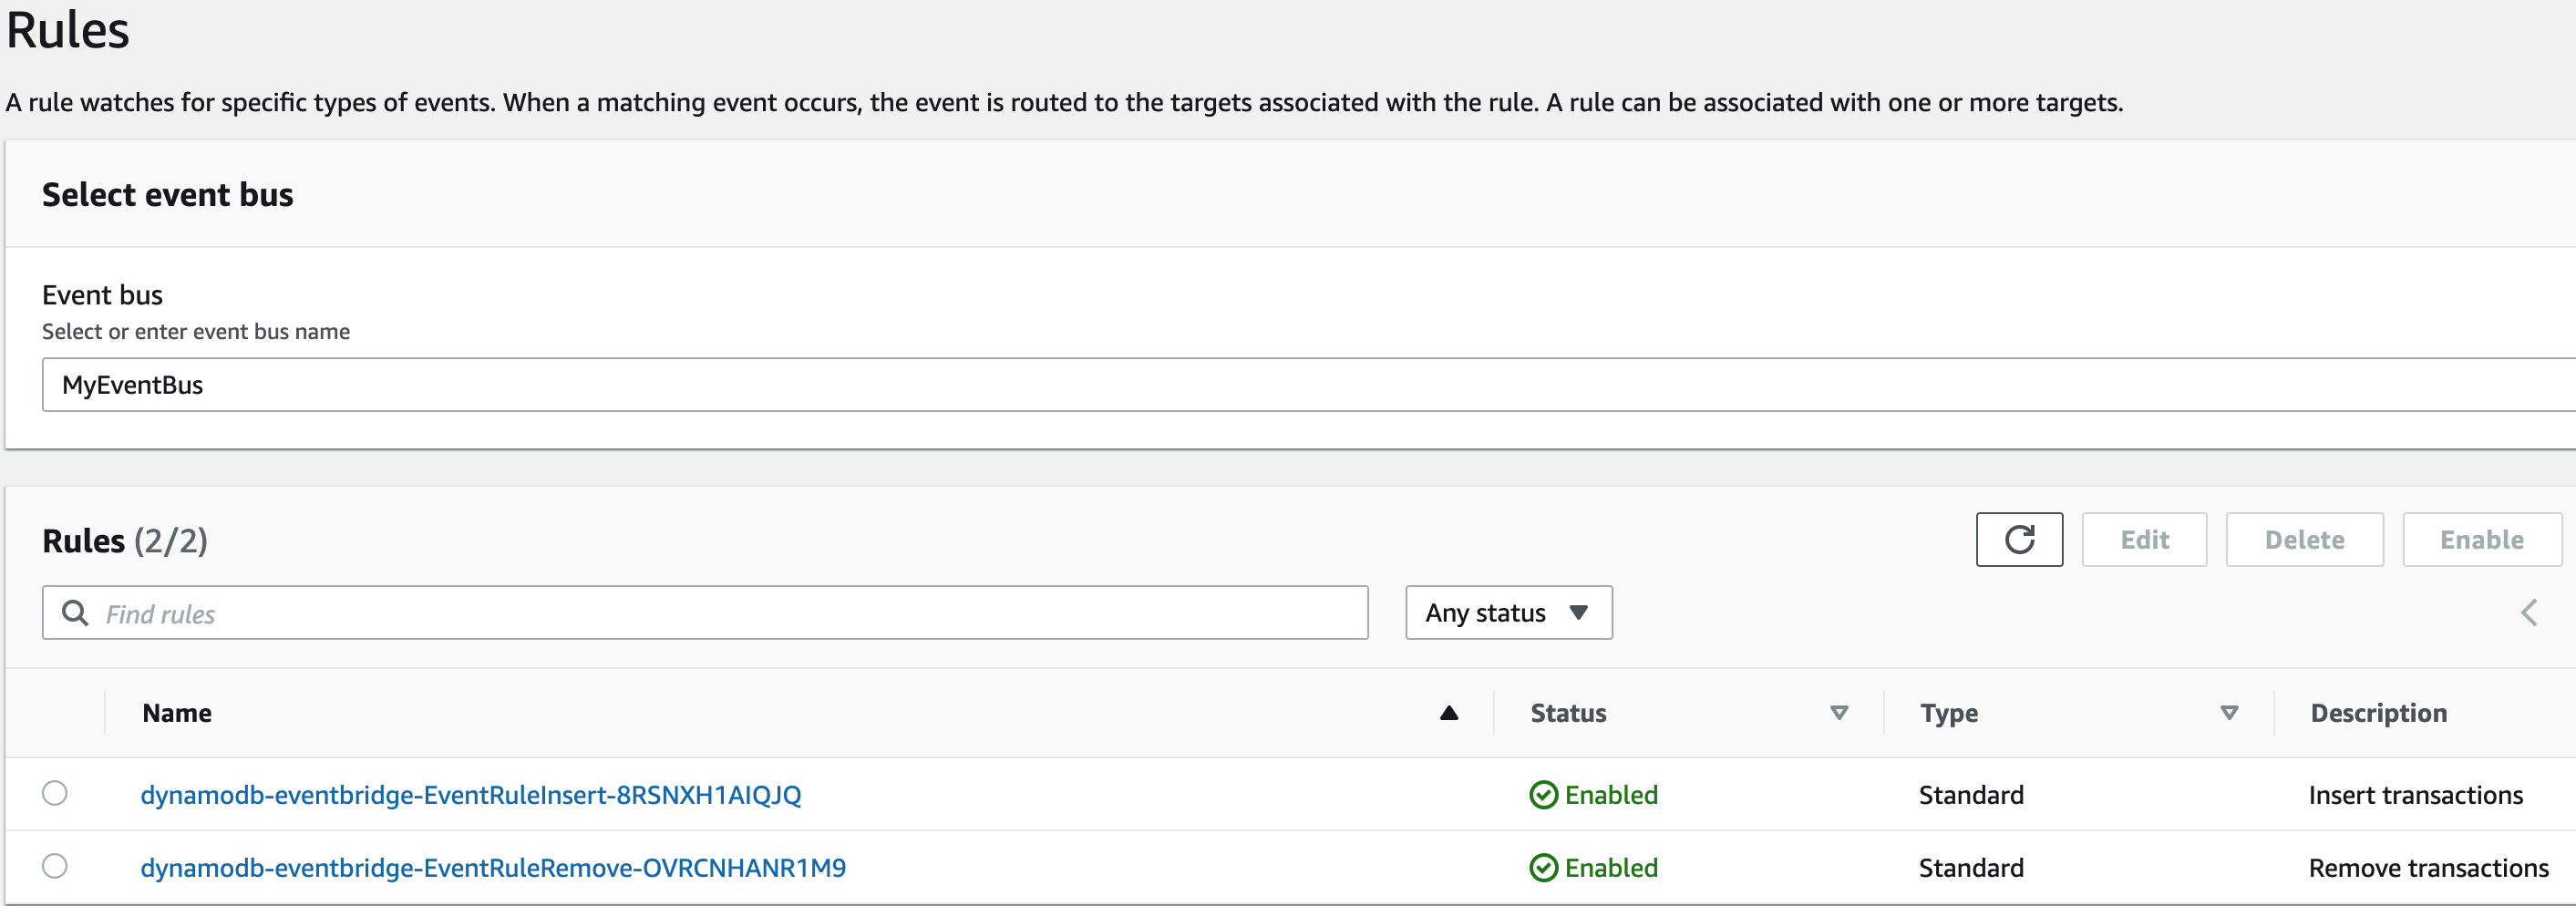 Rules
A rule watches for specific types of events. When a matching event occurs, the event is routed to the targets associated with the rule. A rule can be associated with one or more targets.
Select event bus
Event bus
Select or enter event bus name
MyEventBus
Rules (2/2)
Edit
Delete
Enable
Find rules
Any status
Name
Status
Type
Description
dynamodb-eventbridge-EventRuleInsert-8RSNXH1AIQJQ
Enabled
Standard
Insert transactions
dynamodb-eventbridge-EventRuleRemove-OVRCNHANR1M9
Enabled
Standard
Remove transactions